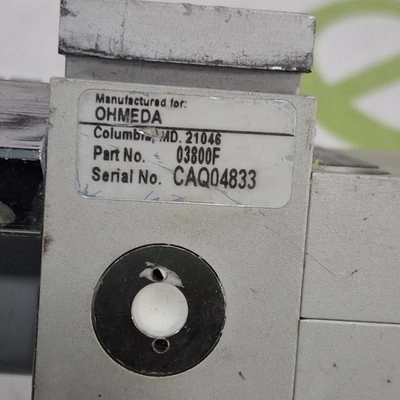 Manufactured for:
OHMEDA
Columbia, MD. 21046
Part No. 03800F
Serial No. CAQ04833